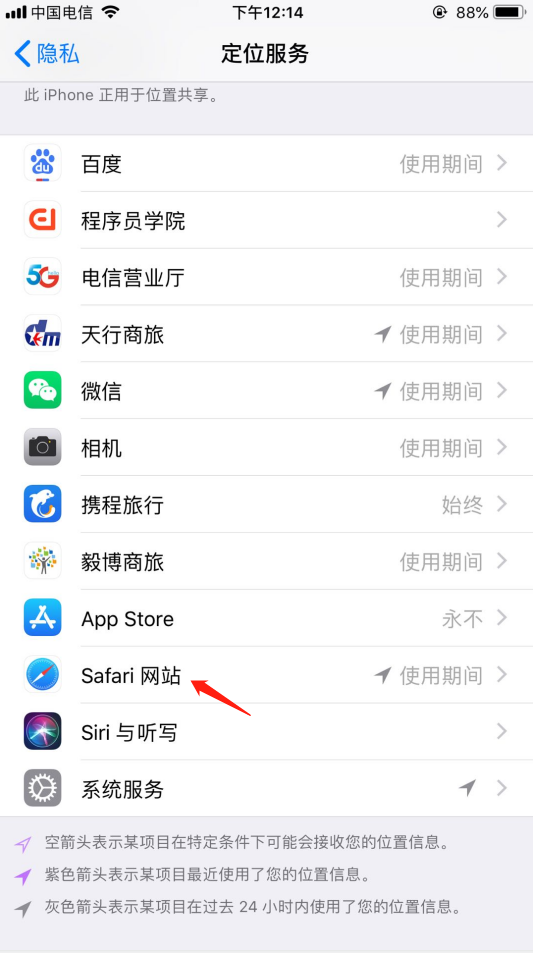 中国电信 下午12:14 88%
隐私 定位服务
此 iPhone 正用于位置共享。
百度 使用期间
程序员学院
电信营业厅 使用期间
天行商旅 使用期间
微信 使用期间
相机 使用期间
携程旅行 始终
毅博商旅 使用期间
App Store 永不
Safari 网站 使用期间
Siri 与听写
系统服务
空箭头表示某项目在特定条件下可能会接收您的位置信息。
紫色箭头表示某项目最近使用了您的位置信息。
灰色箭头表示某项目在过去 24 小时内使用了您的位置信息。